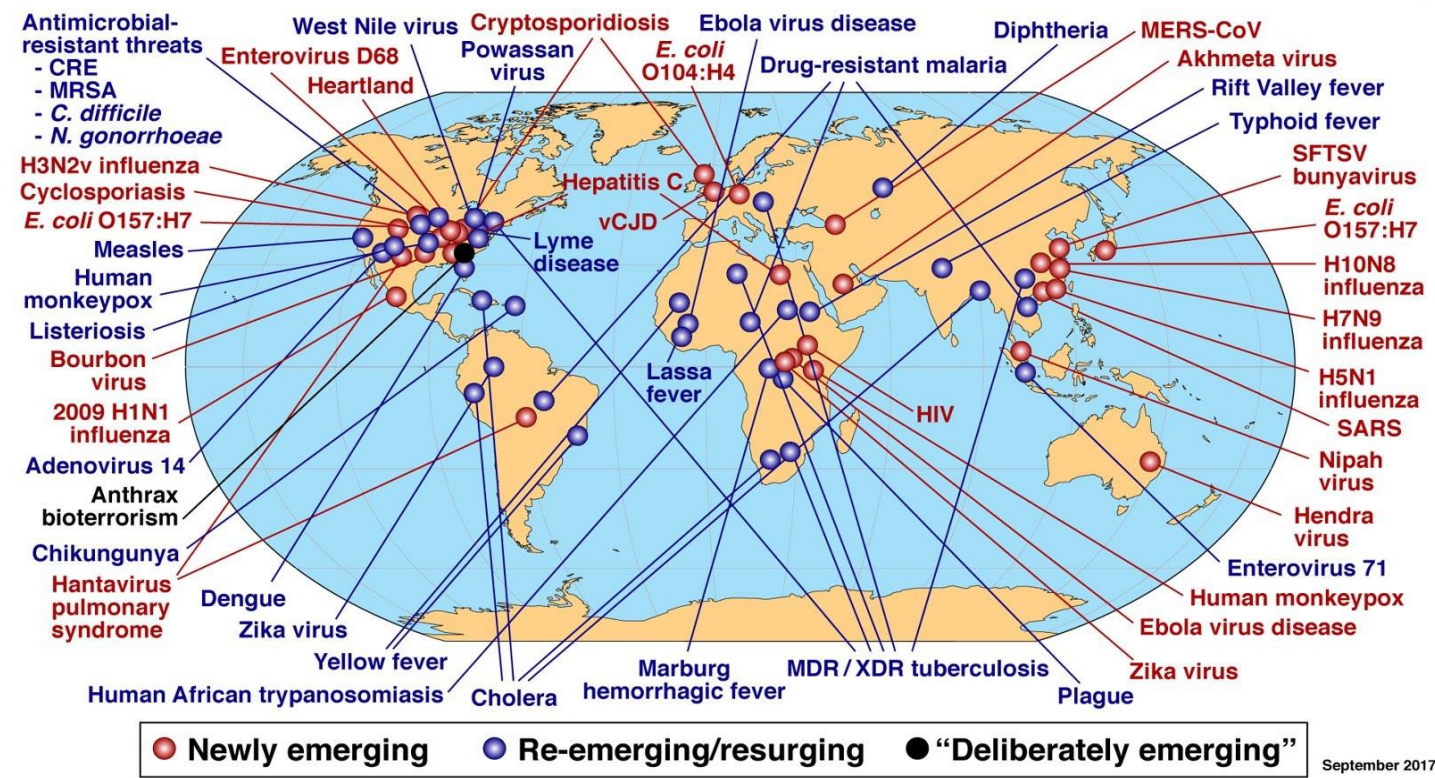 Antimicrobial-
resistant threats
- CRE
- MRSA
- C. difficile
- N. gonorrhoeae
West Nile virus
Cryptosporidiosis
Ebola virus disease
Diphtheria
MERS-CoV
Enterovirus D68
Powassan
virus
E. coli
O104:H4
Drug-resistant malaria
Akhmeta virus
Heartland
Rift Valley fever
Typhoid fever
H3N2v influenza
Cyclosporiasis
E. coli O157:H7
Measles
Human
monkeypox
Listeriosis
Bourbon
virus
2009 H1N1
influenza
Adenovirus 14
Anthrax
bioterrorism
Chikungunya
Hantavirus
pulmonary
syndrome
Dengue
Zika virus
Yellow fever
Human African trypanosomiasis
Cholera
Hepatitis C
vCJD
Lyme
disease
Lassa
fever
HIV
Marburg
hemorrhagic fever
MDR / XDR tuberculosis
Plague
SFTSV
bunyavirus
E. coli
O157:H7
H10N8
influenza
H7N9
influenza
H5N1
influenza
SARS
Nipah
virus
Hendra
virus
Enterovirus 71
Human monkeypox
Ebola virus disease
Zika virus
Newly emerging
Re-emerging/resurging
“Deliberately emerging”
September 2017